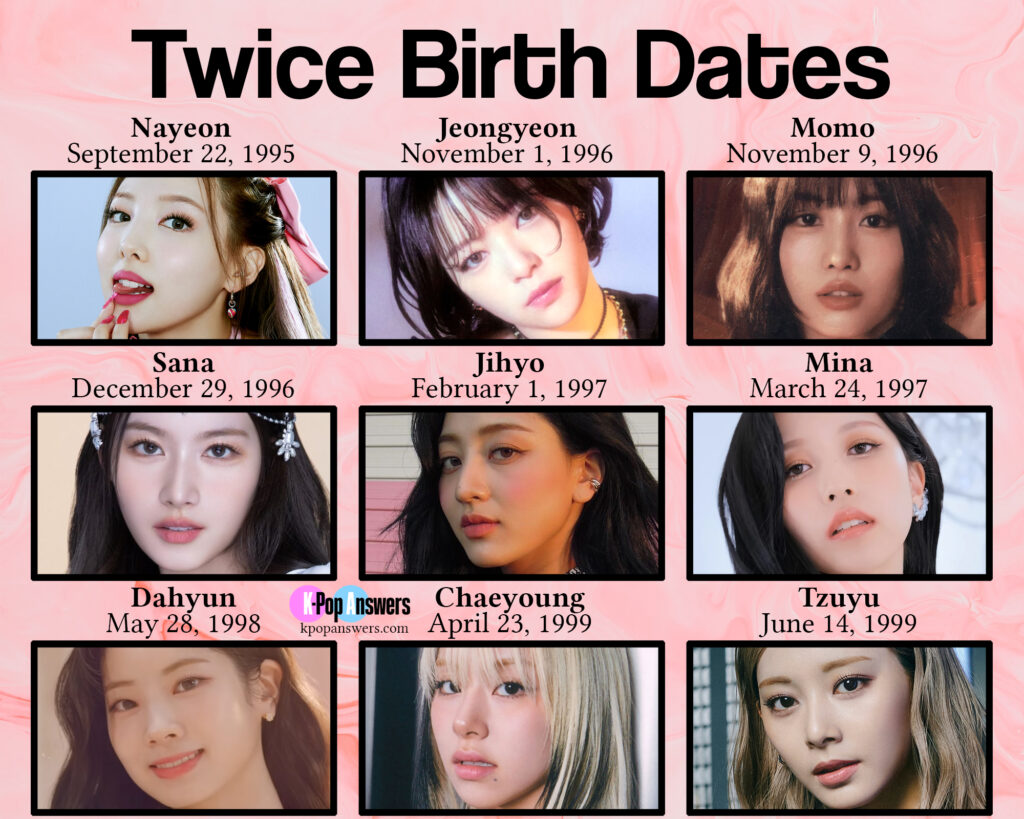 Twice Birth Dates
Nayeon
September 22, 1995
Jeongyeon
November 1, 1996
Momo
November 9, 1996
Sana
December 29, 1996
Jihyo
February 1, 1997
Mina
March 24, 1997
Dahyun
May 28, 1998
K-Pop Answers
kpopanswers.com
Chaeyoung
April 23, 1999
Tzuyu
June 14, 1999